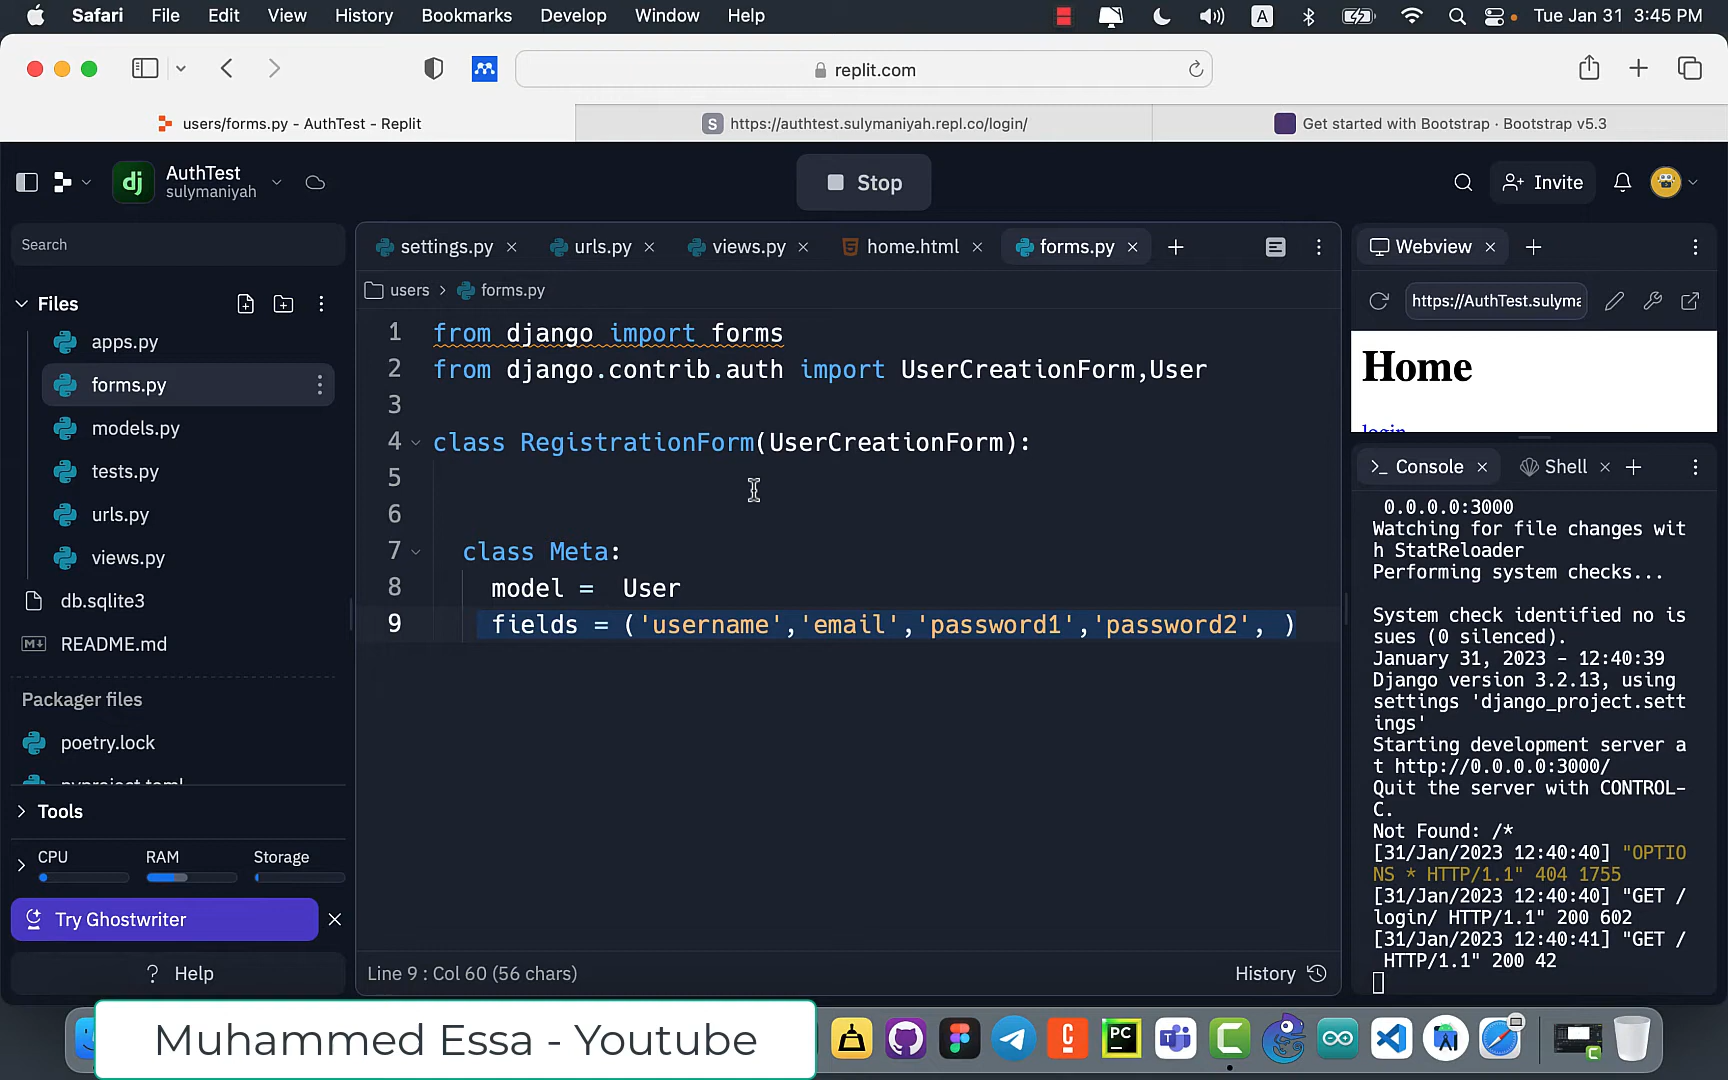 Safari File Edit View History Bookmarks Develop Window Help A Tue Jan 31 3:45 PM
replit.com
users/forms.py - AuthTest - Replit
S https://authtest.sulymaniyah.repl.co/login/
Get started with Bootstrap · Bootstrap v5.3
dj AuthTest
sulymaniyah
Stop
Invite
Search
Files
apps.py
forms.py
models.py
tests.py
urls.py
views.py
db.sqlite3
README.md
Packager files
poetry.lock
pyproject.toml
Tools
CPU RAM Storage
Try Ghostwriter
? Help
settings.py urls.py views.py home.html forms.py
users > forms.py
1 from django import forms
2 from django.contrib.auth import UserCreationForm,User
3
4 class RegistrationForm(UserCreationForm):
5
6
7 class Meta:
8 model =  User
9 fields = ('username','email','password1','password2', )
Line 9 : Col 60 (56 chars)
History
Webview
https://AuthTest.sulyma
Home
login
>_ Console Shell
0.0.0.0:3000
Watching for file changes wit
h StatReloader
Performing system checks...
System check identified no is
sues (0 silenced).
January 31, 2023 - 12:40:39
Django version 3.2.13, using
settings 'django_project.sett
ings'
Starting development server a
t http://0.0.0.0:3000/
Quit the server with CONTROL-
C.
Not Found: /*
[31/Jan/2023 12:40:40] "OPTIO
NS * HTTP/1.1" 404 1755
[31/Jan/2023 12:40:40] "GET /
login/ HTTP/1.1" 200 602
[31/Jan/2023 12:40:41] "GET /
HTTP/1.1" 200 42
Muhammed Essa - Youtube
PC